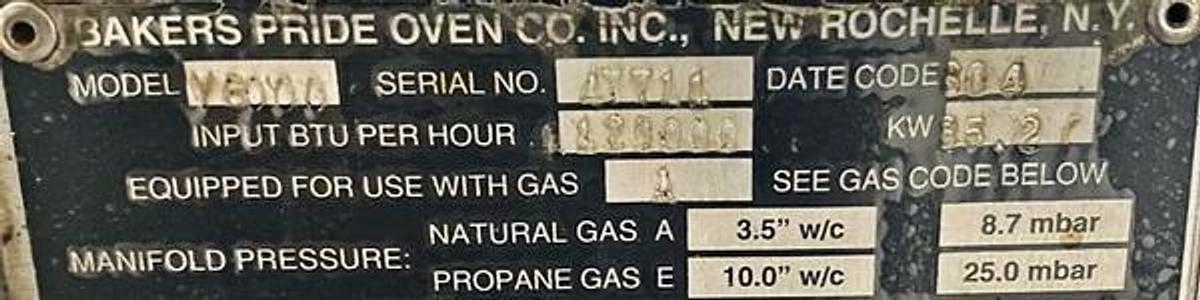 BAKERS PRIDE OVEN CO. INC., NEW ROCHELLE, N.Y.
MODEL SERIAL NO. DATE CODE
INPUT BTU PER HOUR KW
EQUIPPED FOR USE WITH GAS SEE GAS CODE BELOW
NATURAL GAS A 3.5" w/c 8.7 mbar
MANIFOLD PRESSURE:
PROPANE GAS E 10.0" w/c 25.0 mbar